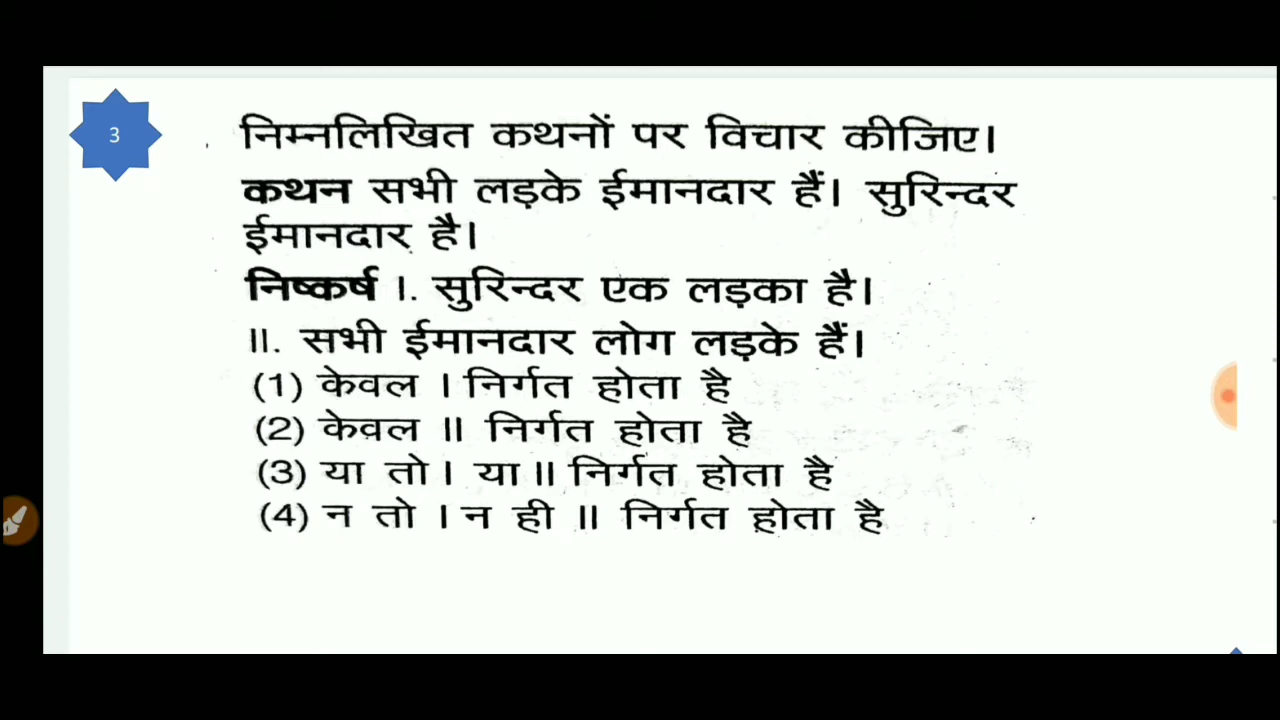 3
निम्नलिखित कथनों पर विचार कीजिए।
कथन सभी लड़के ईमानदार हैं। सुरिन्दर
ईमानदार है।
निष्कर्ष I. सुरिन्दर एक लड़का है।
II. सभी ईमानदार लोग लड़के हैं।
(1) केवल I निर्गत होता है
(2) केवल II निर्गत होता है
(3) या तो I या II निर्गत होता है
(4) न तो I न ही II निर्गत होता है